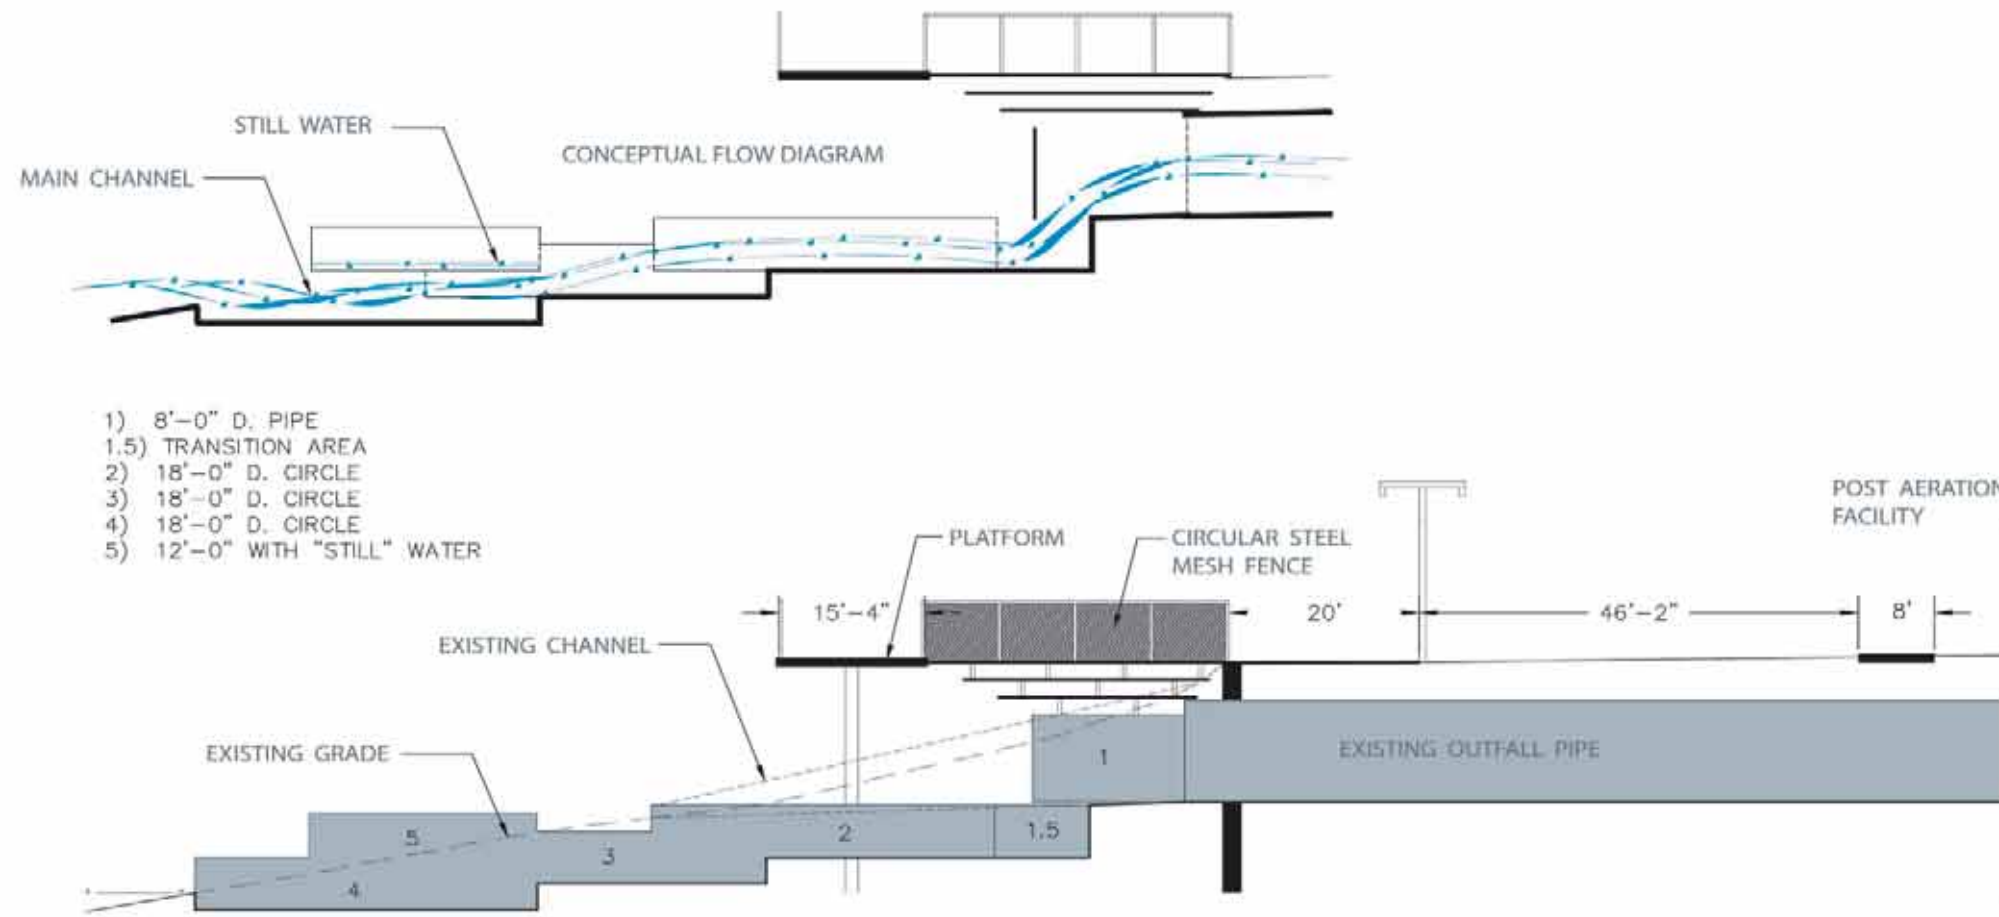 STILL WATER
CONCEPTUAL FLOW DIAGRAM
MAIN CHANNEL
1) 8'-0" D. PIPE
1.5) TRANSITION AREA
2) 18'-0" D. CIRCLE
3) 18'-0" D. CIRCLE
4) 18'-0" D. CIRCLE
5) 12'-0" WITH "STILL" WATER
POST AERATION
FACILITY
PLATFORM
CIRCULAR STEEL
MESH FENCE
15'-4"
20'
46'-2"
8'
EXISTING CHANNEL
EXISTING GRADE
1
EXISTING OUTFALL PIPE
5
3
2
1.5
4